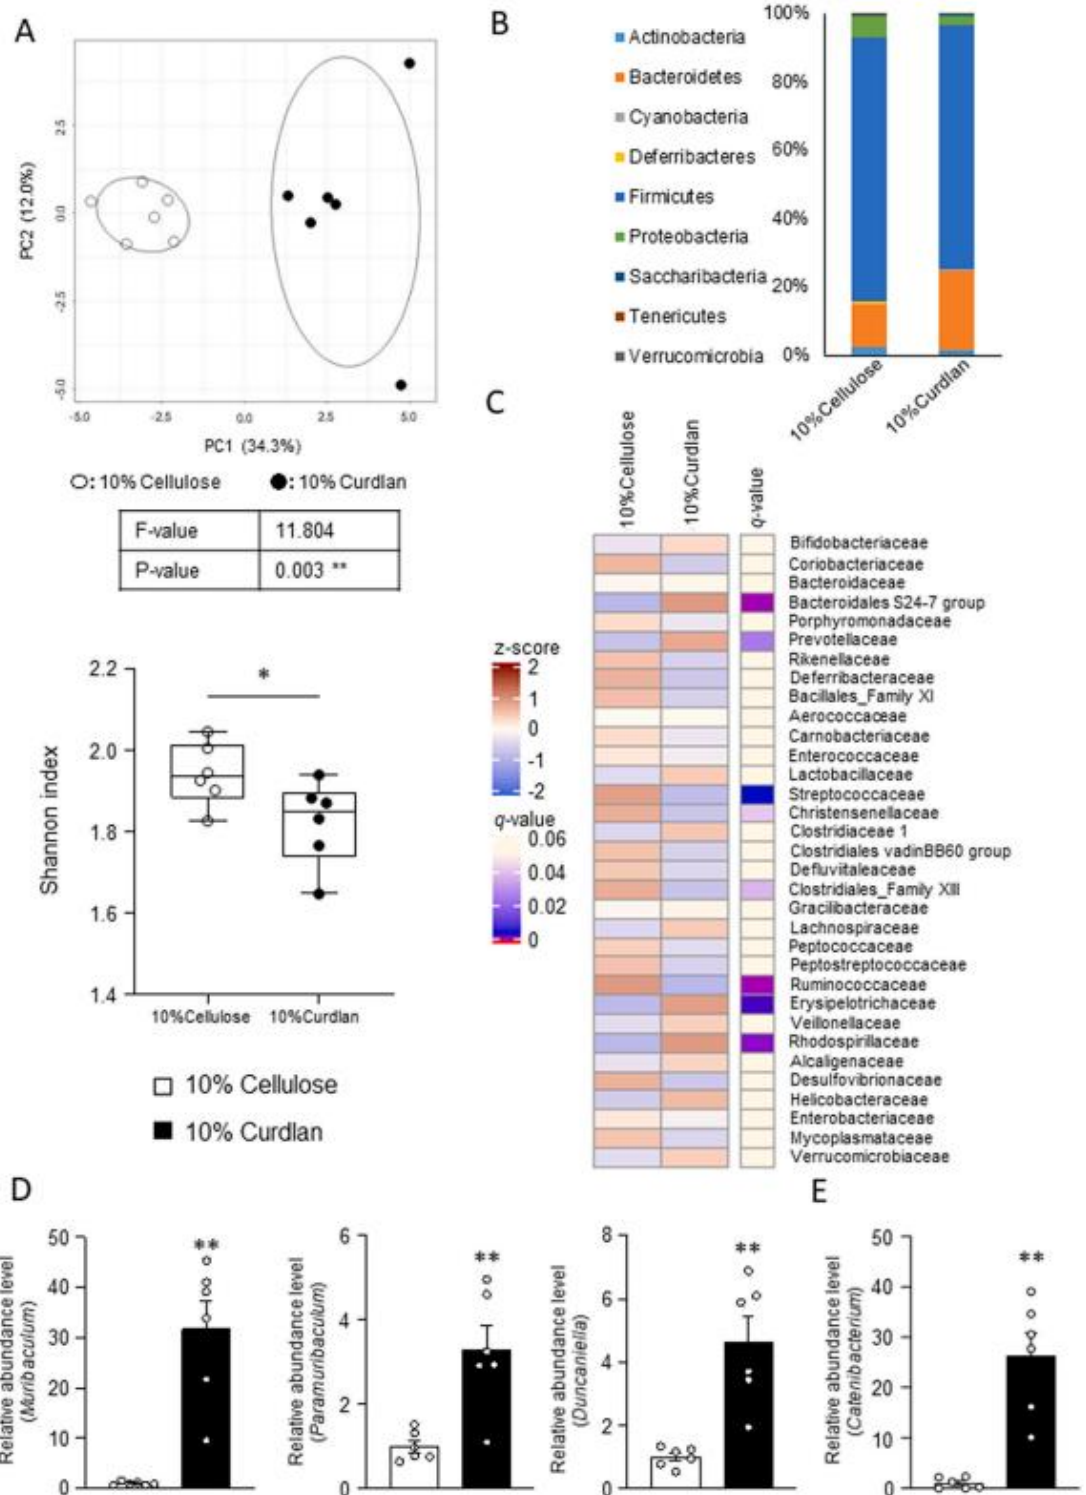 A
PC2 (12.0%)
2.5
0.0
-2.5
-5.0
-5.0
-2.5
0.0
2.5
5.0
PC1 (34.3%)
: 10% Cellulose
: 10% Curdlan
F-value 11.804
P-value 0.003 **
Shannon index
2.2
2.0
1.8
1.6
1.4
*
10%Cellulose
10%Curdlan
10% Cellulose
10% Curdlan
B
Actinobacteria
Bacteroidetes
Cyanobacteria
Deferribacteres
Firmicutes
Proteobacteria
Saccharibacteria
Tenericutes
Verrucomicrobia
100%
80%
60%
40%
20%
0%
10%Cellulose
10%Curdlan
C
10%Cellulose
10%Curdlan
q-value
z-score
2
1
0
-1
-2
q-value
0.06
0.04
0.02
0
Bifidobacteriaceae
Coriobacteriaceae
Bacteroidaceae
Bacteroidales S24-7 group
Porphyromonadaceae
Prevotellaceae
Rikenellaceae
Deferribacteraceae
Bacillales_Family XI
Aerococcaceae
Carnobacteriaceae
Enterococcaceae
Lactobacillaceae
Streptococcaceae
Christensenellaceae
Clostridiaceae 1
Clostridiales vadinBB60 group
Defluviitaleaceae
Clostridiales_Family XIII
Gracilibacteraceae
Lachnospiraceae
Peptococcaceae
Peptostreptococcaceae
Ruminococcaceae
Erysipelotrichaceae
Veillonellaceae
Rhodospirillaceae
Alcaligenaceae
Desulfovibrionaceae
Helicobacteraceae
Enterobacteriaceae
Mycoplasmataceae
Verrucomicrobiaceae
D
Relative abundance level
(Muribaculum)
50
40
30
20
10
0
**
Relative abundance level
(Paramuribaculum)
6
4
2
0
**
Relative abundance level
(Duncaniella)
8
6
4
2
0
**
E
Relative abundance level
(Catenibacterium)
50
40
30
20
10
0
**